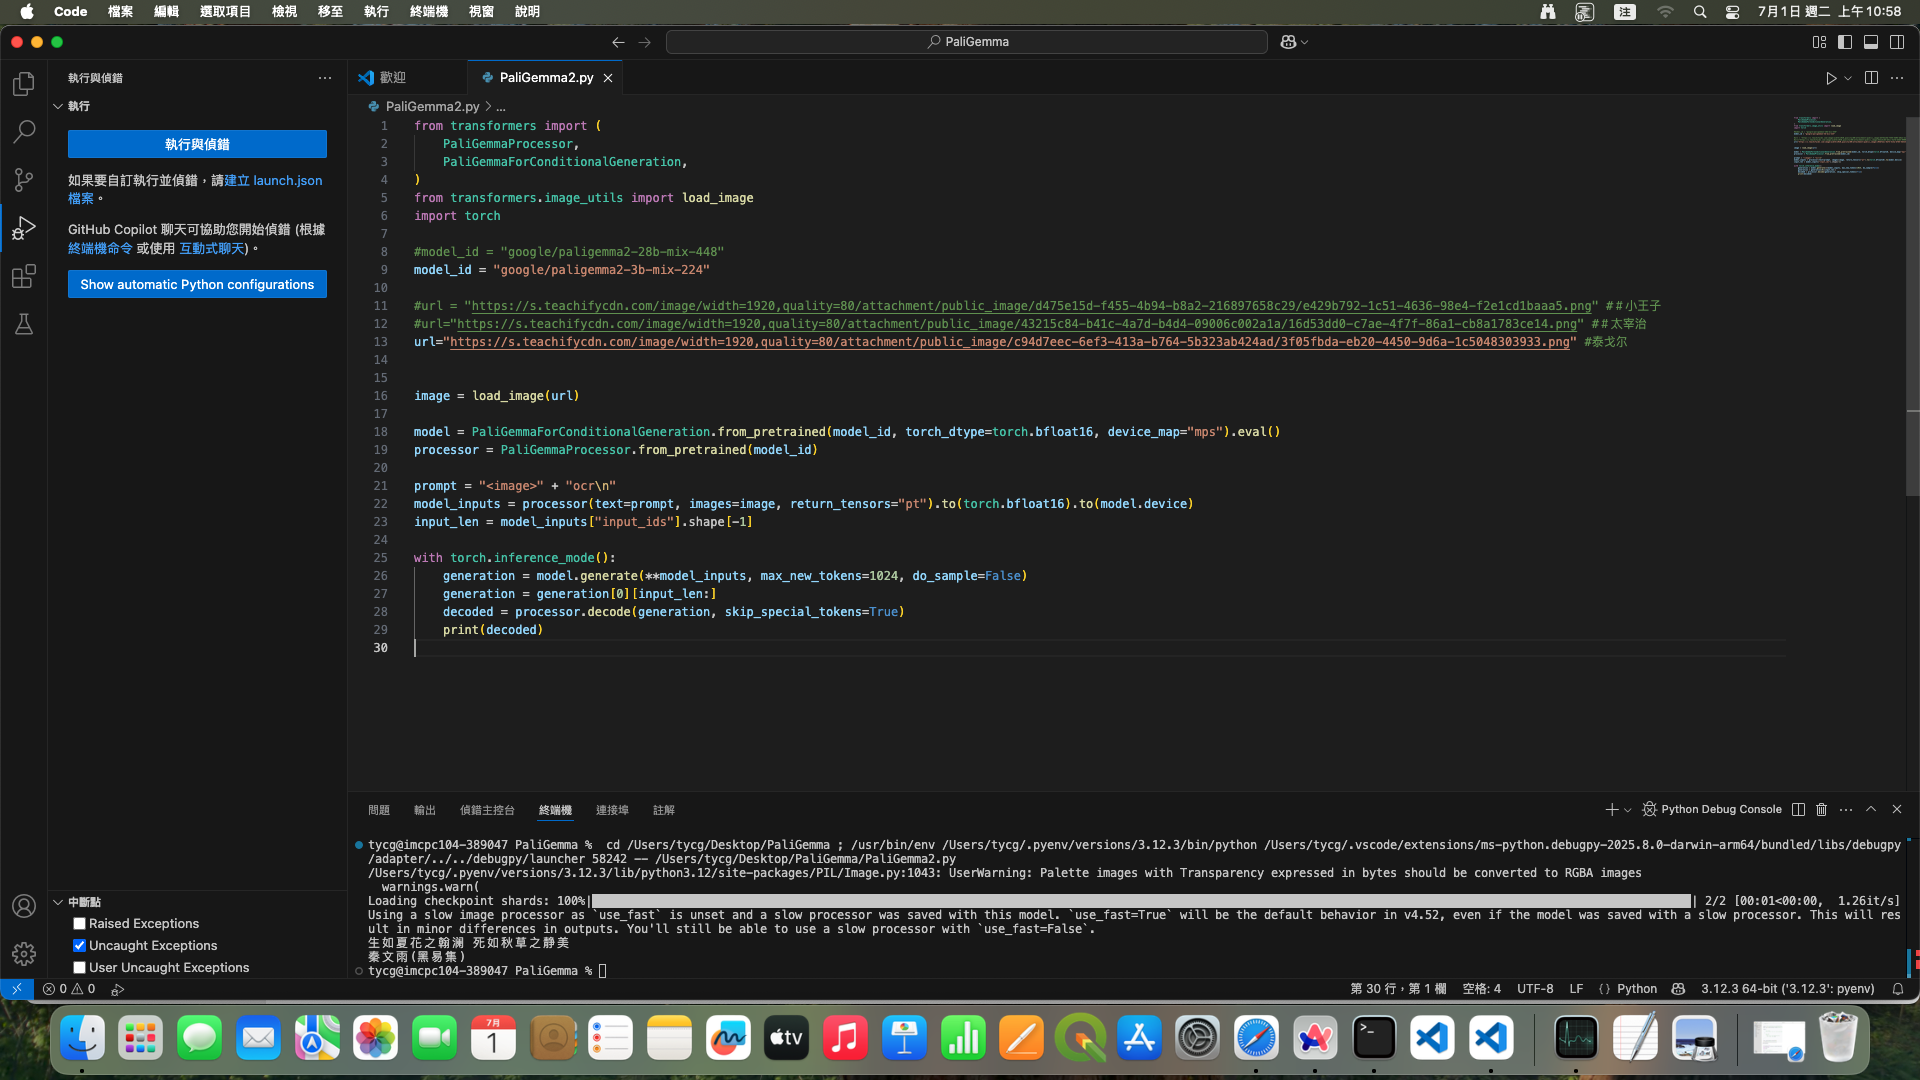 Code 檔案 編輯 選取項目 檢視 移至 執行 終端機 視窗 說明 注 7月1日 週二 上午10:58
PaliGemma
執行與偵錯
歡迎 PaliGemma2.py
執行
PaliGemma2.py > ...
執行與偵錯
如果要自訂執行並偵錯，請建立 launch.json
檔案。
GitHub Copilot 聊天可協助您開始偵錯 (根據
終端機命令 或使用 互動式聊天)。
Show automatic Python configurations
1 from transformers import (
2 PaliGemmaProcessor,
3 PaliGemmaForConditionalGeneration,
4 )
5 from transformers.image_utils import load_image
6 import torch
7
8 #model_id = "google/paligemma2-28b-mix-448"
9 model_id = "google/paligemma2-3b-mix-224"
10
11 #url = "https://s.teachifycdn.com/image/width=1920,quality=80/attachment/public_image/d475e15d-f455-4b94-b8a2-216897658c29/e429b792-1c51-4636-98e4-f2e1cd1baaa5.png" ##小王子
12 #url="https://s.teachifycdn.com/image/width=1920,quality=80/attachment/public_image/43215c84-b41c-4a7d-b4d4-09006c002a1a/16d53dd0-c7ae-4f7f-86a1-cb8a1783ce14.png" ##太宰治
13 url="https://s.teachifycdn.com/image/width=1920,quality=80/attachment/public_image/c94d7eec-6ef3-413a-b764-5b323ab424ad/3f05fbda-eb20-4450-9d6a-1c5048303933.png" #泰戈尔
14
15
16 image = load_image(url)
17
18 model = PaliGemmaForConditionalGeneration.from_pretrained(model_id, torch_dtype=torch.bfloat16, device_map="mps").eval()
19 processor = PaliGemmaProcessor.from_pretrained(model_id)
20
21 prompt = "<image>" + "ocr\n"
22 model_inputs = processor(text=prompt, images=image, return_tensors="pt").to(torch.bfloat16).to(model.device)
23 input_len = model_inputs["input_ids"].shape[-1]
24
25 with torch.inference_mode():
26 generation = model.generate(**model_inputs, max_new_tokens=1024, do_sample=False)
27 generation = generation[0][input_len:]
28 decoded = processor.decode(generation, skip_special_tokens=True)
29 print(decoded)
30
問題 輸出 偵錯主控台 終端機 連接埠 註解 Python Debug Console
tycg@imcpc104-389047 PaliGemma % cd /Users/tycg/Desktop/PaliGemma ; /usr/bin/env /Users/tycg/.pyenv/versions/3.12.3/bin/python /Users/tycg/.vscode/extensions/ms-python.debugpy-2025.8.0-darwin-arm64/bundled/libs/debugpy
/adapter/../../debugpy/launcher 58242 -- /Users/tycg/Desktop/PaliGemma/PaliGemma2.py
/Users/tycg/.pyenv/versions/3.12.3/lib/python3.12/site-packages/PIL/Image.py:1043: UserWarning: Palette images with Transparency expressed in bytes should be converted to RGBA images
warnings.warn(
Loading checkpoint shards: 100%| | 2/2 [00:01<00:00, 1.26it/s]
Using a slow image processor as `use_fast` is unset and a slow processor was saved with this model. `use_fast=True` will be the default behavior in v4.52, even if the model was saved with a slow processor. This will res
ult in minor differences in outputs. You'll still be able to use a slow processor with `use_fast=False`.
生如夏花之翰澜 死如秋草之静美
秦文雨(黑易集)
tycg@imcpc104-389047 PaliGemma %
中斷點
Raised Exceptions
Uncaught Exceptions
User Uncaught Exceptions
0 0 第 30 行，第 1 欄 空格: 4 UTF-8 LF {} Python 3.12.3 64-bit ('3.12.3': pyenv)
7月
1
tv